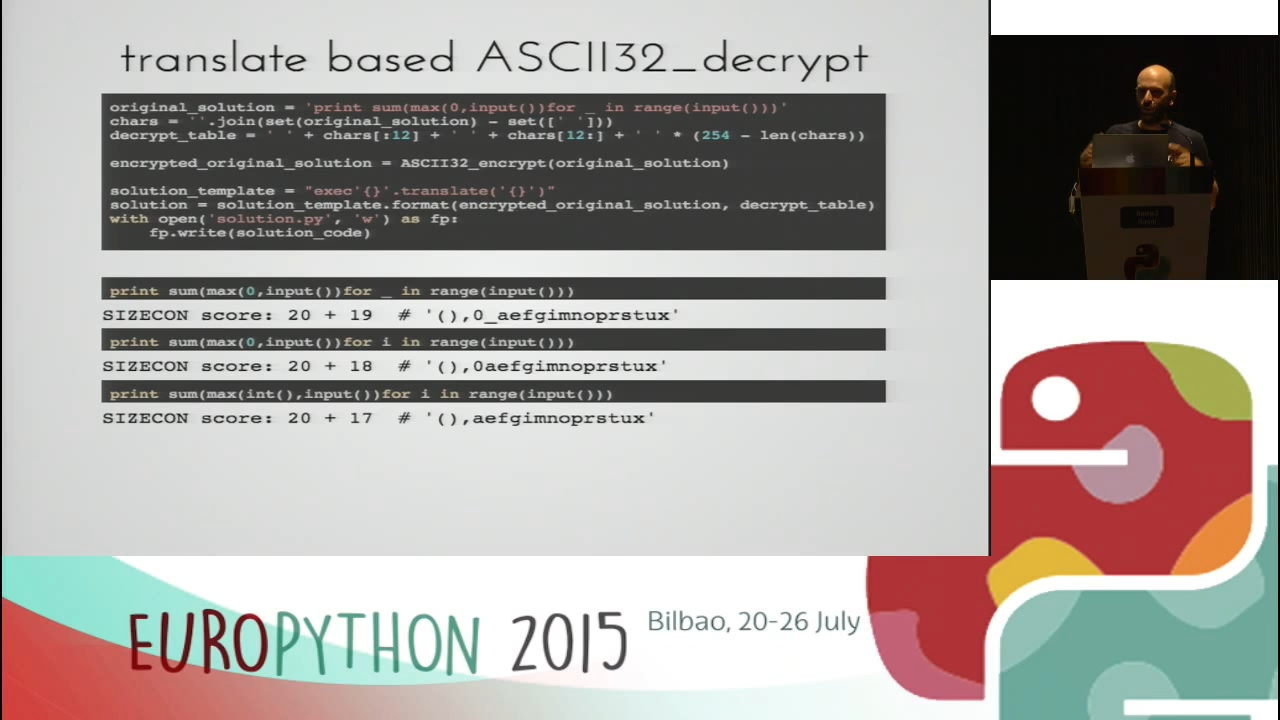 translate based ASCII32_decrypt
original_solution = 'print sum(max(0,input())for _ in range(input()))'
chars = ''.join(set(original_solution) - set([' ']))
decrypt_table = ' ' + chars[:12] + ' ' + chars[12:] + ' ' * (254 - len(chars))
encrypted_original_solution = ASCII32_encrypt(original_solution)
solution_template = "exec'{}'.translate('{}')"
solution = solution_template.format(encrypted_original_solution, decrypt_table)
with open('solution.py', 'w') as fp:
    fp.write(solution_code)
print sum(max(0,input())for _ in range(input()))
SIZECON score: 20 + 19  # '(),0_aefgimnoprstux'
print sum(max(0,input())for i in range(input()))
SIZECON score: 20 + 18  # '(),0aefgimnoprstux'
print sum(max(int(),input())for i in range(input()))
SIZECON score: 20 + 17  # '(),aefgimnoprstux'
EUROPYTHON 2015
Bilbao, 20-26 July